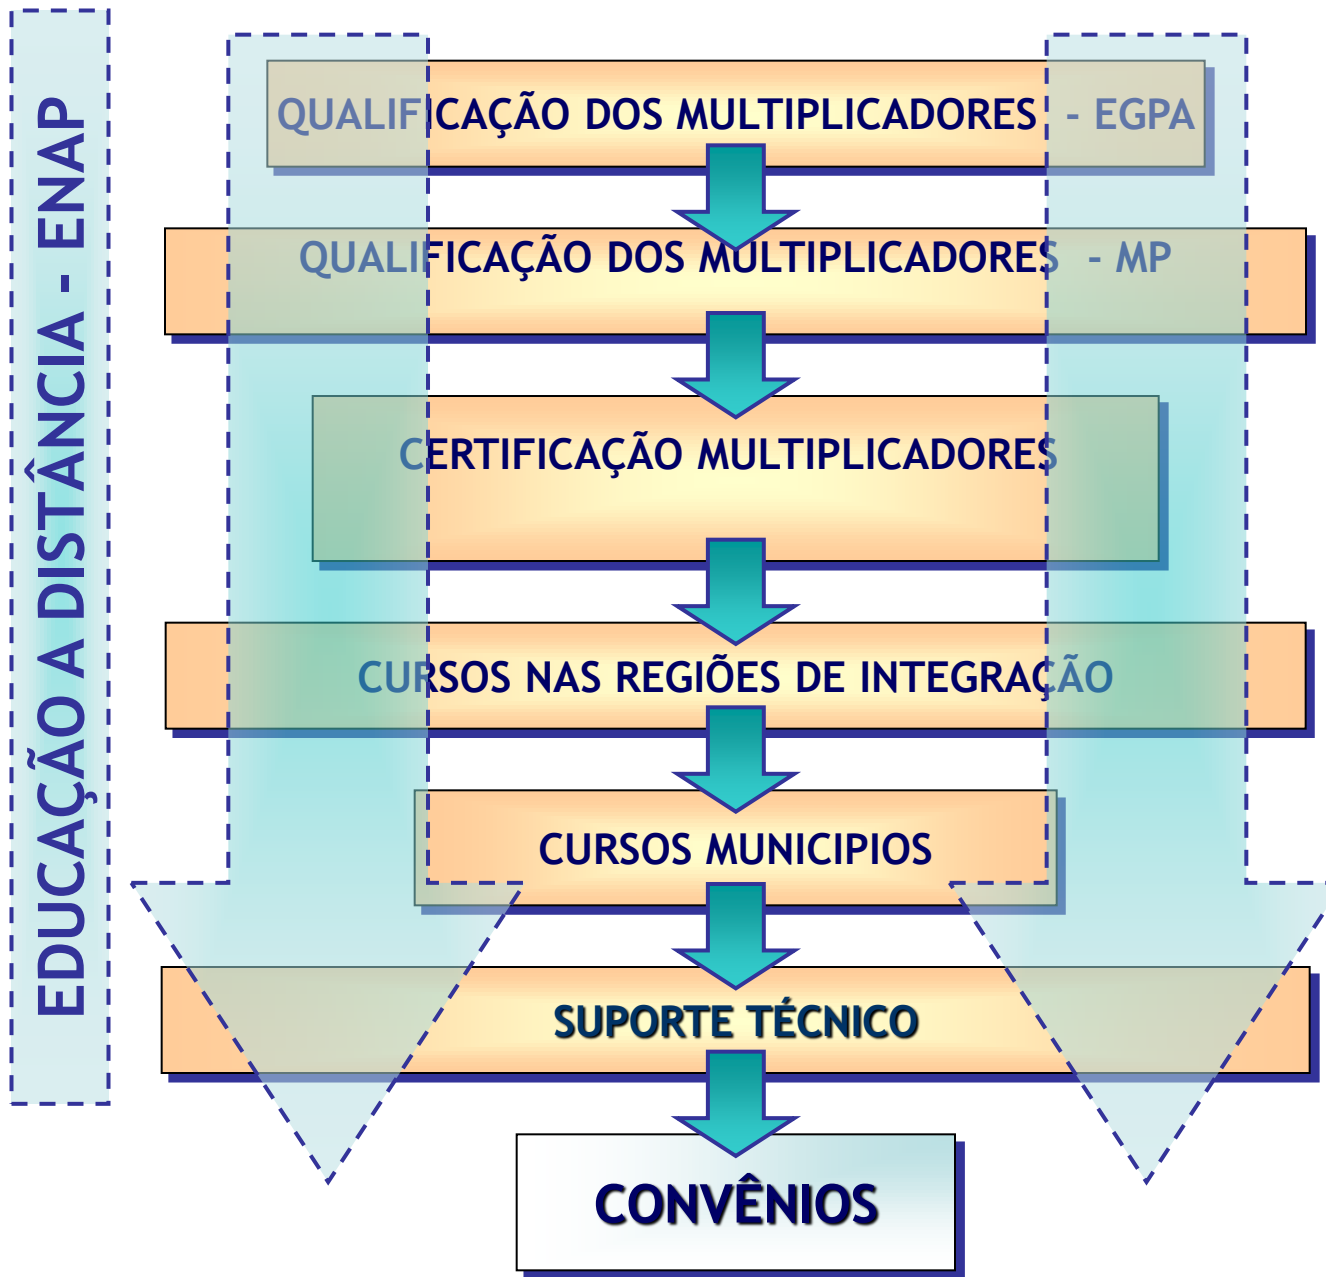 EDUCAÇÃO A DISTÂNCIA - ENAP
QUALIFICAÇÃO DOS MULTIPLICADORES - EGPA
QUALIFICAÇÃO DOS MULTIPLICADORES - MP
CERTIFICAÇÃO MULTIPLICADORES
CURSOS NAS REGIÕES DE INTEGRAÇÃO
CURSOS MUNICIPIOS
SUPORTE TÉCNICO
CONVÊNIOS